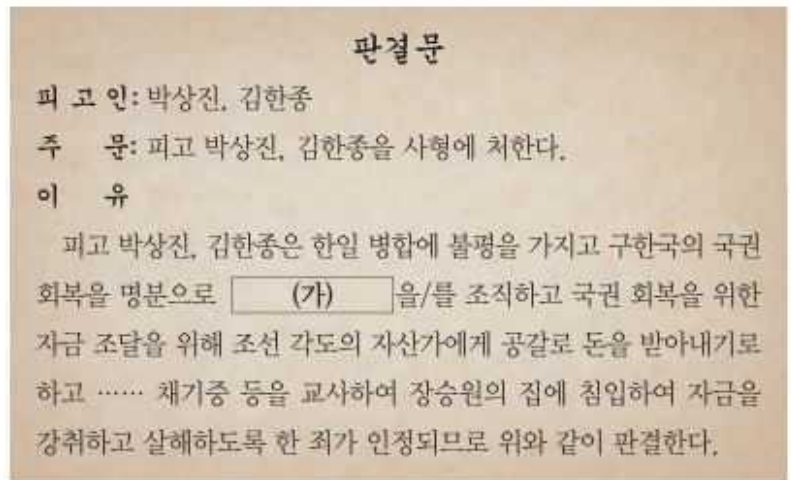 판결문
피 고 인: 박상진, 김한종
주 문: 피고 박상진, 김한종을 사형에 처한다.
이 유
피고 박상진, 김한종은 한일 병합에 불평을 가지고 구한국의 국권
회복을 명분으로 (가) 을/를 조직하고 국권 회복을 위한
자금 조달을 위해 조선 각도의 자산가에게 공갈로 돈을 받아내기로
하고 …… 채기중 등을 교사하여 장승원의 집에 침입하여 자금을
강취하고 살해하도록 한 죄가 인정되므로 위와 같이 판결한다.